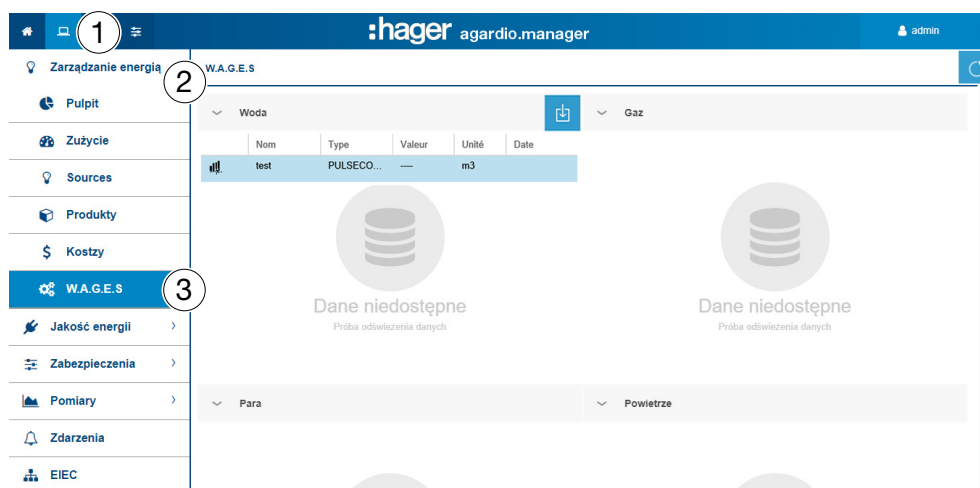 1
:hager agardio.manager
admin
Zarządzanie energią
2
W.A.G.E.S
Pulpit
Woda
Gaz
Nom Type Valeur Unité Date
Zużycie
test PULSECO... ---- m3
Sources
Produkty
Kostzy
W.A.G.E.S
3
Dane niedostępne
Próba odświeżenia danych
Dane niedostępne
Próba odświeżenia danych
Jakość energii
Zabezpieczenia
Pomiary
Para
Powietrze
Zdarzenia
EIEC